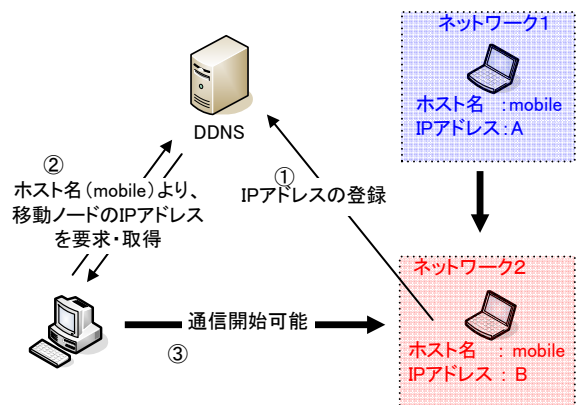 ネットワーク1
ホスト名 :mobile
IPアドレス:A
DDNS
②
ホスト名(mobile)より、
移動ノードのIPアドレス
を要求・取得
①
IPアドレスの登録
ネットワーク2
ホスト名 : mobile
IPアドレス : B
通信開始可能
③